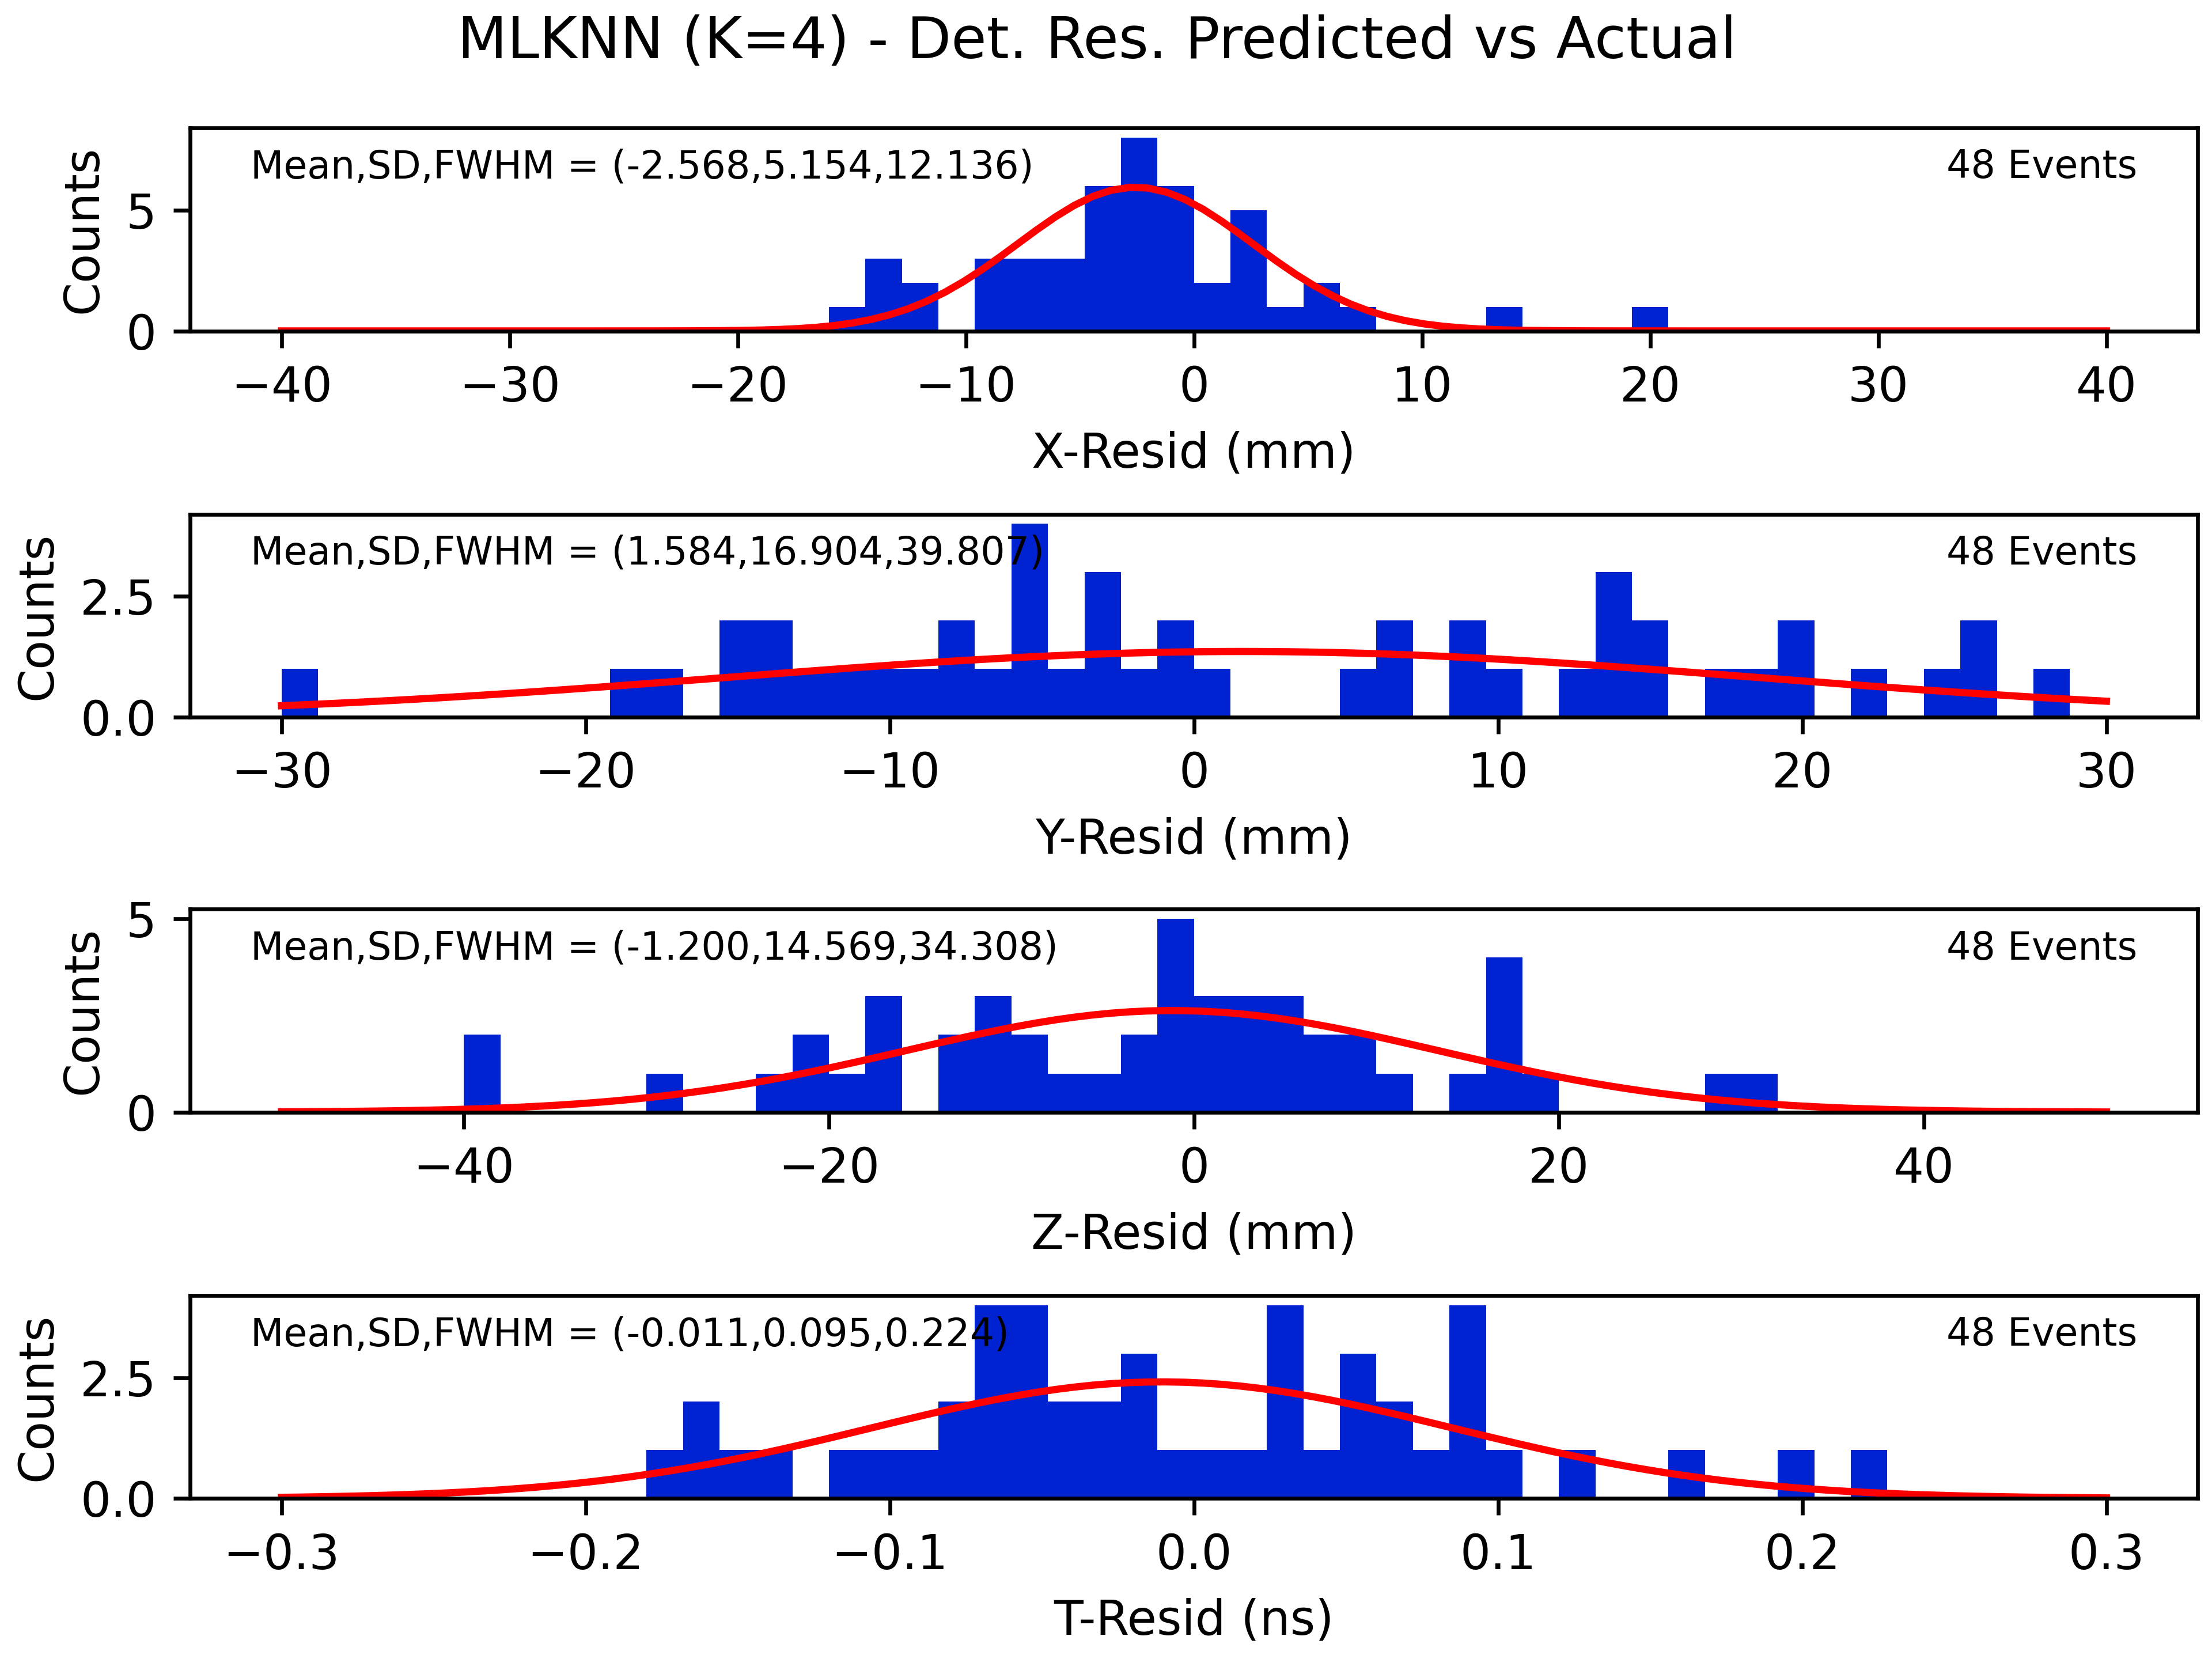 MLKNN (K=4) - Det. Res. Predicted vs Actual
Mean,SD,FWHM = (-2.568,5.154,12.136)
48 Events
Counts
5
0
−40 −30 −20 −10 0 10 20 30 40
X-Resid (mm)
Mean,SD,FWHM = (1.584,16.904,39.807)
48 Events
Counts
2.5
0.0
−30 −20 −10 0 10 20 30
Y-Resid (mm)
Mean,SD,FWHM = (-1.200,14.569,34.308)
48 Events
Counts
5
0
−40 −20 0 20 40
Z-Resid (mm)
Mean,SD,FWHM = (-0.011,0.095,0.224)
48 Events
Counts
2.5
0.0
−0.3 −0.2 −0.1 0.0 0.1 0.2 0.3
T-Resid (ns)